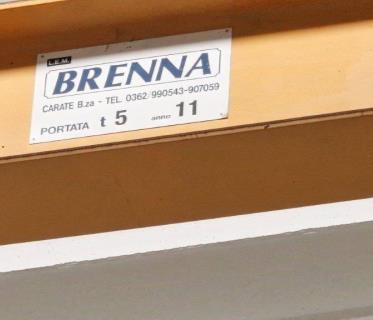 L.E.M.
BRENNA
CARATE B.za - TEL. 0362/990543-907059
PORTATA t 5 anno 11